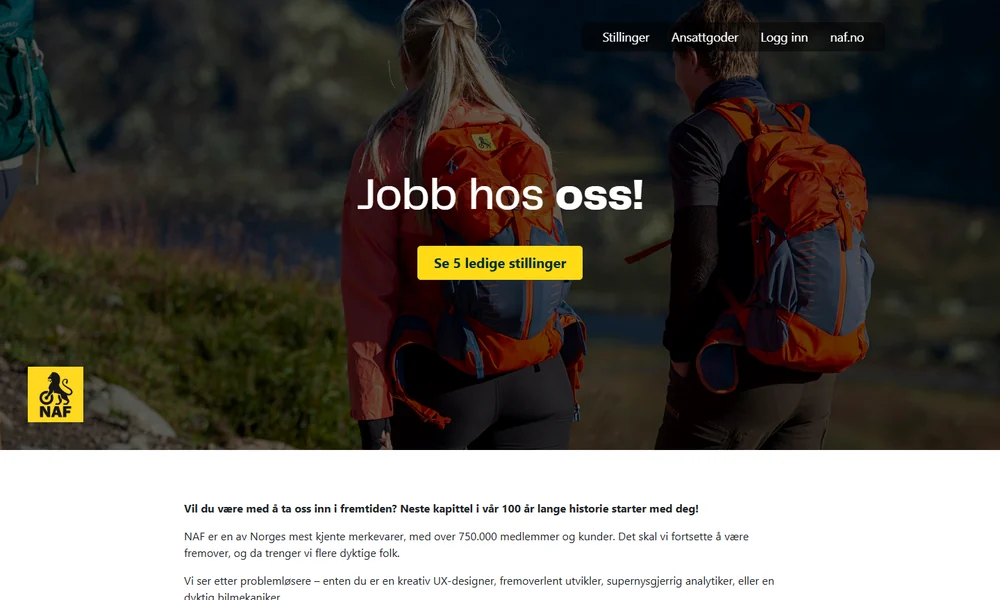 Stillinger Ansattgoder Logg inn naf.no
Jobb hos oss!
Se 5 ledige stillinger
NAF
Vil du være med å ta oss inn i fremtiden? Neste kapittel i vår 100 år lange historie starter med deg!
NAF er en av Norges mest kjente merkevarer, med over 750.000 medlemmer og kunder. Det skal vi fortsette å være
fremover, og da trenger vi flere dyktige folk.
Vi ser etter problemløsere – enten du er en kreativ UX-designer, fremoverlent utvikler, supernysgjerrig analytiker, eller en
dyktig bilmekaniker.